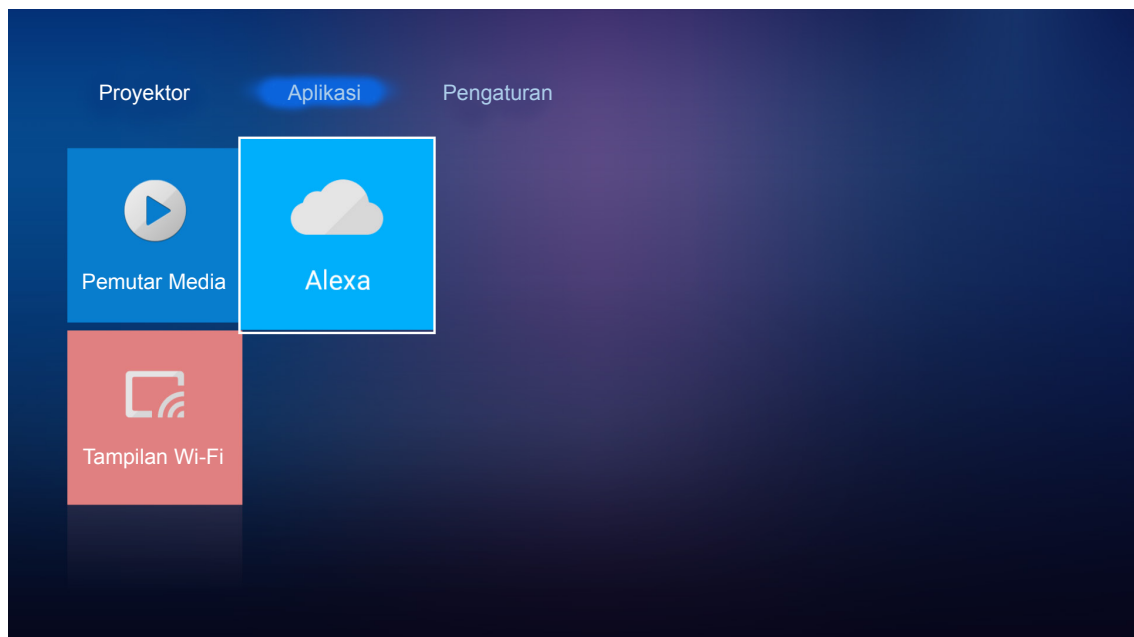 Proyektor
Aplikasi
Pengaturan
Pemutar Media
Alexa
Tampilan Wi-Fi